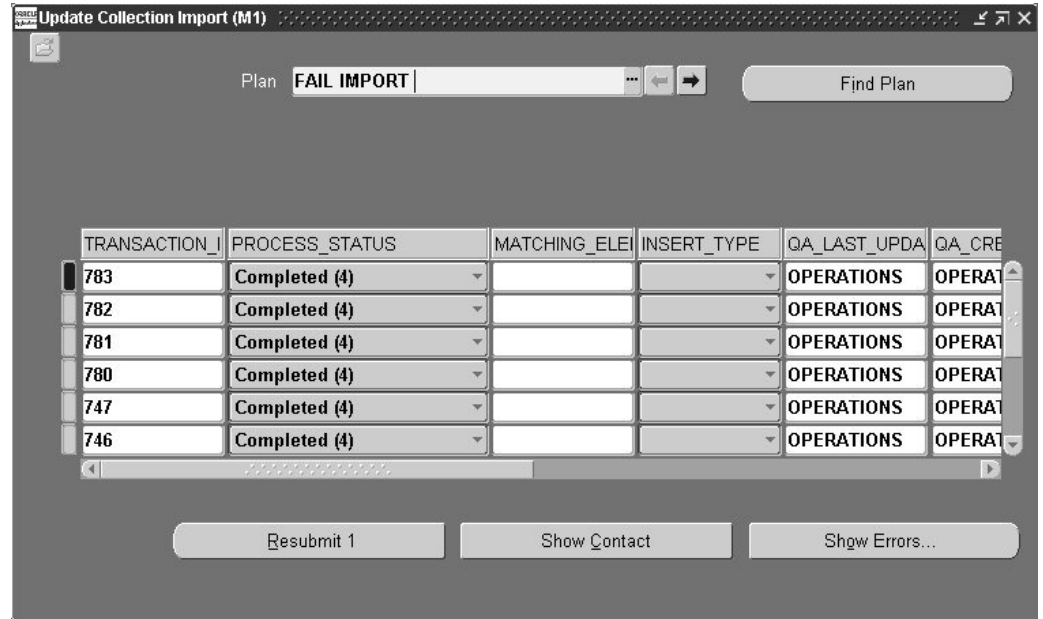 Update Collection Import (M1)
Plan FAIL IMPORT ... Find Plan
TRANSACTION_I PROCESS_STATUS MATCHING_ELEI INSERT_TYPE QA_LAST_UPDA QA_CRE
783 Completed (4) OPERATIONS OPERAT
782 Completed (4) OPERATIONS OPERAT
781 Completed (4) OPERATIONS OPERAT
780 Completed (4) OPERATIONS OPERAT
747 Completed (4) OPERATIONS OPERAT
746 Completed (4) OPERATIONS OPERAT
Resubmit 1 Show Contact Show Errors...